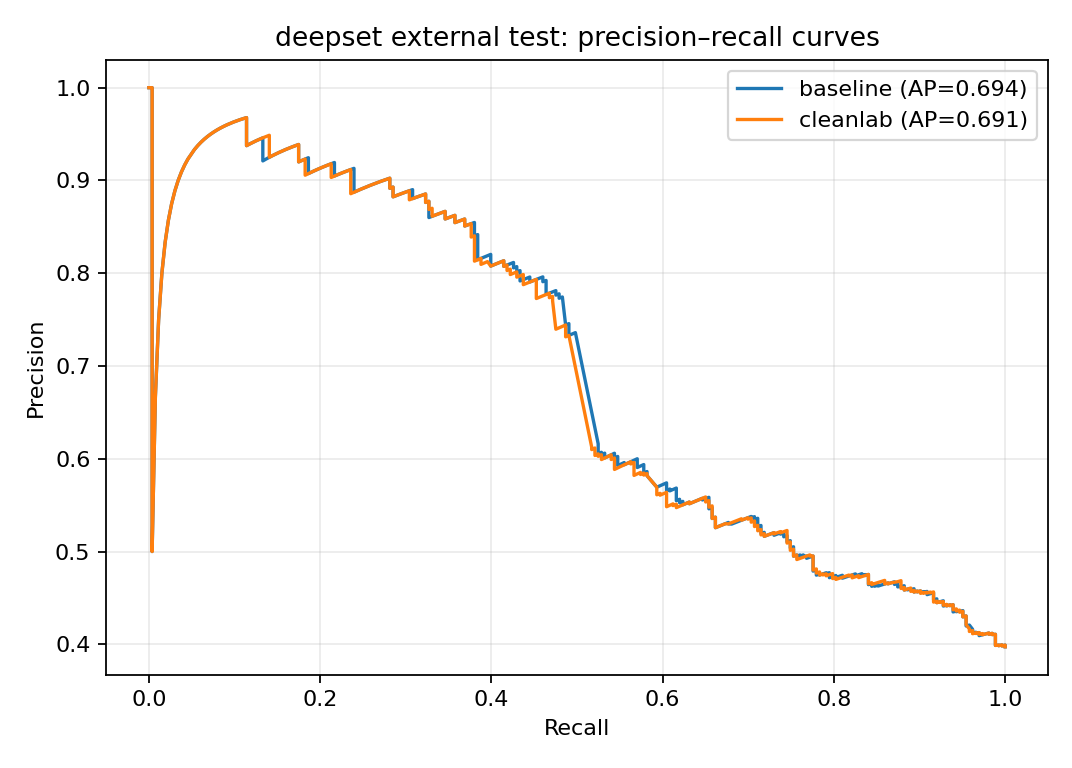 deepset external test: precision–recall curves
baseline (AP=0.694)
cleanlab (AP=0.691)
Precision
1.0
0.9
0.8
0.7
0.6
0.5
0.4
0.0 0.2 0.4 0.6 0.8 1.0
Recall